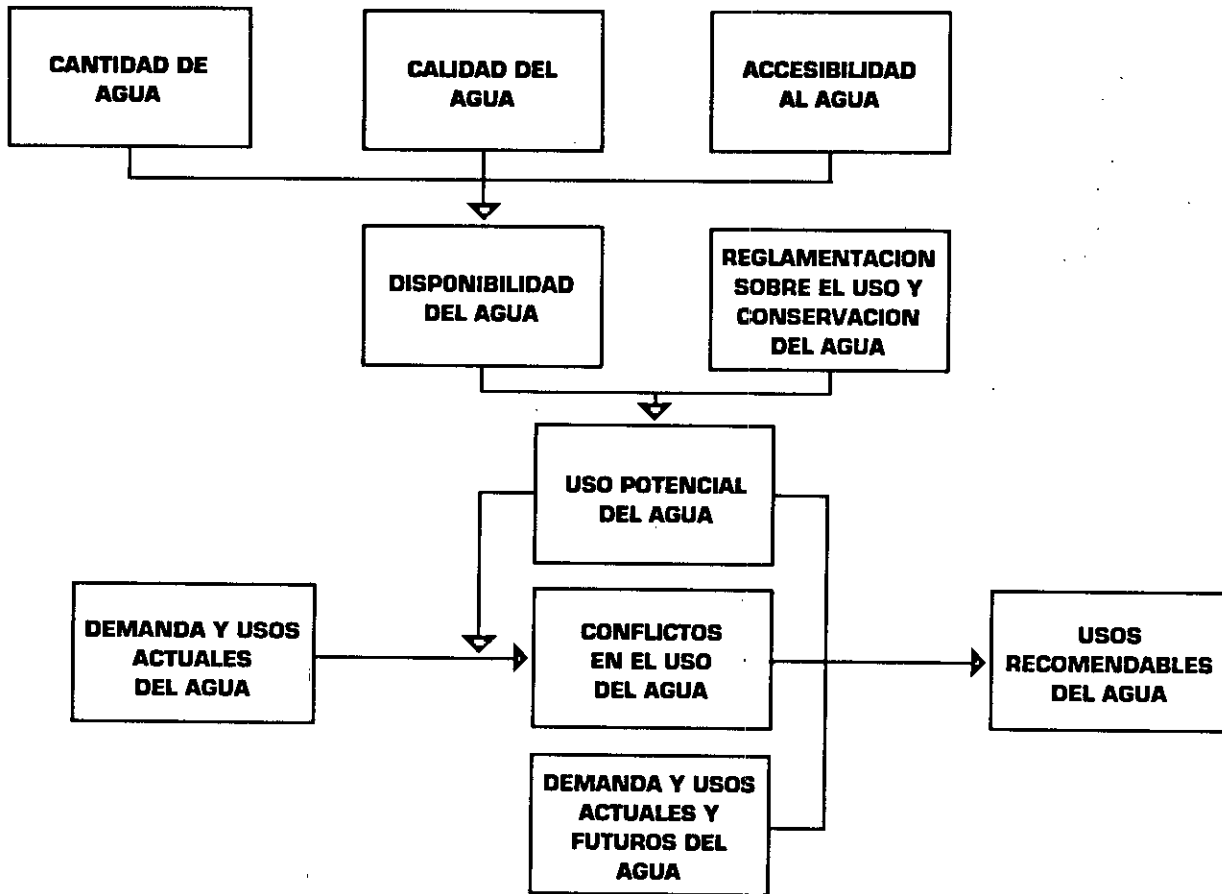 CANTIDAD DE
AGUA
CALIDAD DEL
AGUA
ACCESIBILIDAD
AL AGUA
DISPONIBILIDAD
DEL AGUA
REGLAMENTACION
SOBRE EL USO Y
CONSERVACION
DEL AGUA
USO POTENCIAL
DEL AGUA
DEMANDA Y USOS
ACTUALES
DEL AGUA
CONFLICTOS
EN EL USO
DEL AGUA
USOS
RECOMENDABLES
DEL AGUA
DEMANDA Y USOS
ACTUALES Y
FUTUROS DEL
AGUA